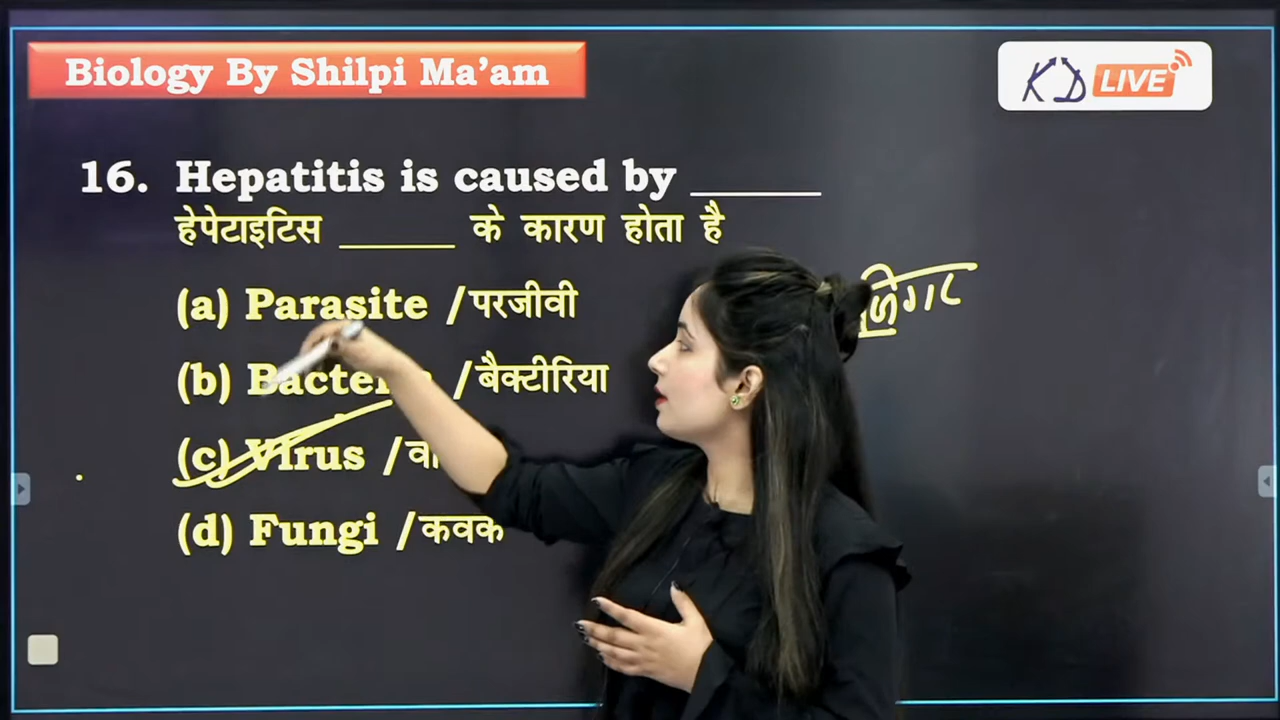 Biology By Shilpi Ma'am
KD LIVE
16. Hepatitis is caused by ______
हेपेटाइटिस ______ के कारण होता है
(a) Parasite /परजीवी
(b) /बैक्टीरिया
(c) Virus /
(d) Fungi /कवक